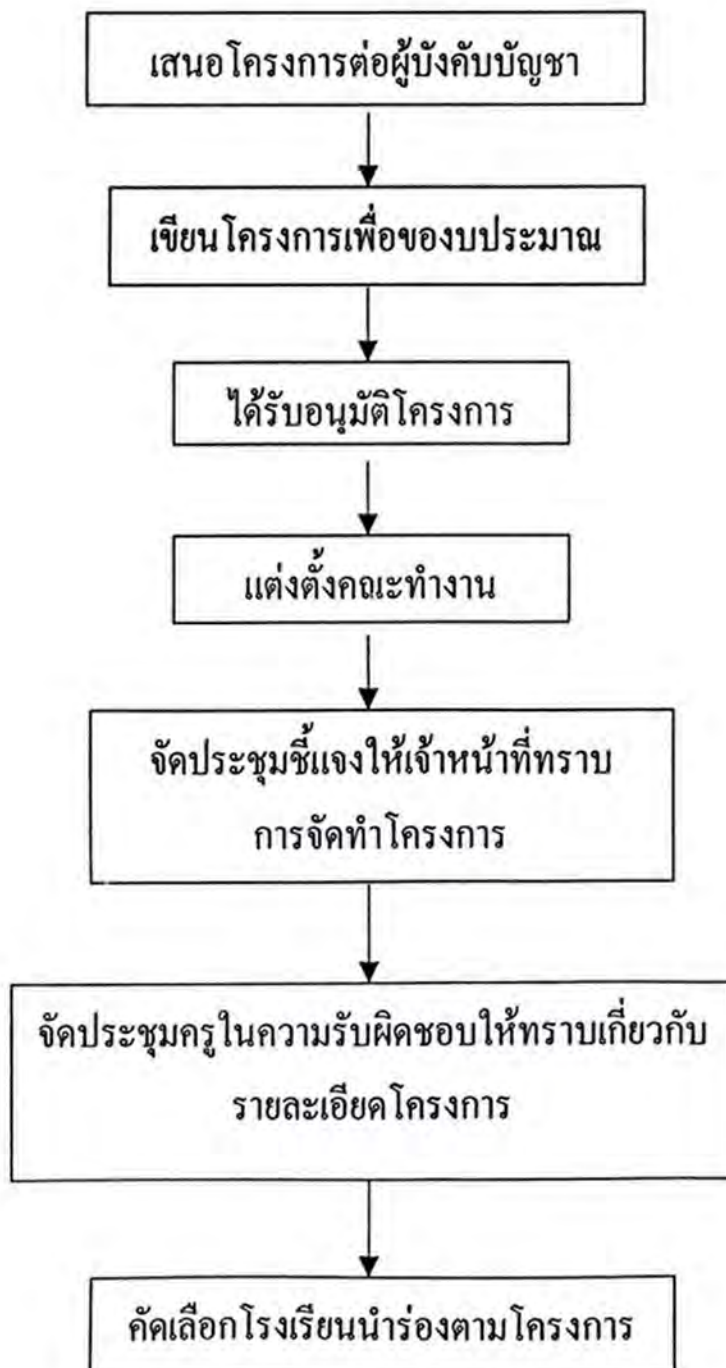 เสนอโครงการต่อผู้บังคับบัญชา
เขียนโครงการเพื่อของบประมาณ
ได้รับอนุมัติโครงการ
แต่งตั้งคณะทำงาน
จัดประชุมชี้แจงให้เจ้าหน้าที่ทราบ
การจัดทำโครงการ
จัดประชุมครูในความรับผิดชอบให้ทราบเกี่ยวกับ
รายละเอียดโครงการ
คัดเลือกโรงเรียนนำร่องตามโครงการ